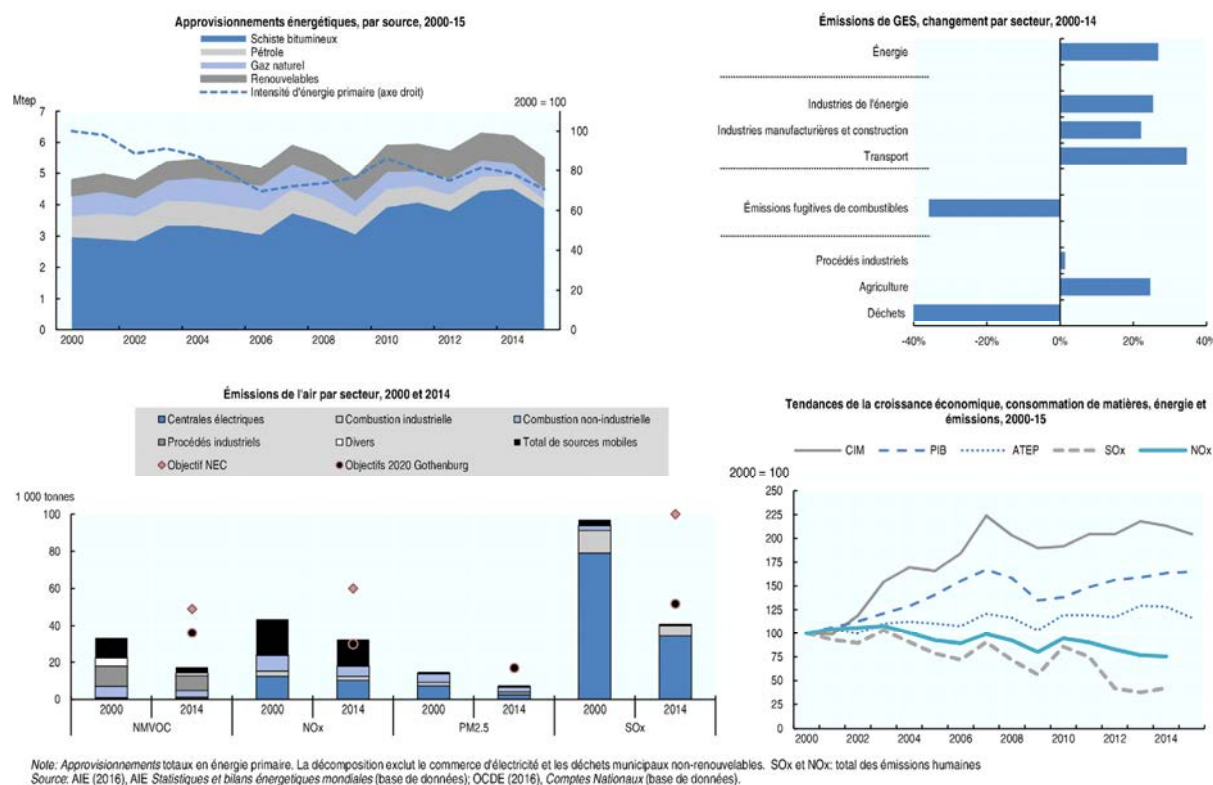 Approvisionnements énergétiques, par source, 2000-15
Schiste bitumineux
Pétrole
Gaz naturel
Renouvelables
Intensité d'énergie primaire (axe droit)
Mtep
2000 = 100
7
6
5
4
3
2
1
0
100
80
60
40
20
0
2000 2002 2004 2006 2008 2010 2012 2014
Émissions de GES, changement par secteur, 2000-14
Énergie
Industries de l'énergie
Industries manufacturières et construction
Transport
Émissions fugitives de combustibles
Procédés industriels
Agriculture
Déchets
-40% -20% 0% 20% 40%
Émissions de l'air par secteur, 2000 et 2014
Centrales électriques Combustion industrielle Combustion non-industrielle
Procédés industriels Divers Total de sources mobiles
Objectif NEC Objectifs 2020 Gothenburg
1 000 tonnes
100
80
60
40
20
0
2000 2014 2000 2014 2000 2014 2000 2014
NMVOC NOx PM2.5 SOx
Tendances de la croissance économique, consommation de matières, énergie et
émissions, 2000-15
CIM PIB ATEP SOx NOx
2000 = 100
250
225
200
175
150
125
100
75
50
25
0
2000 2002 2004 2006 2008 2010 2012 2014
Note: Approvisionnements totaux en énergie primaire. La décomposition exclut le commerce d'électricité et les déchets municipaux non-renouvelables. SOx et NOx: total des émissions humaines
Source: AIE (2016), AIE Statistiques et bilans énergetiques mondiales (base de données); OCDE (2016), Comptes Nationaux (base de données).